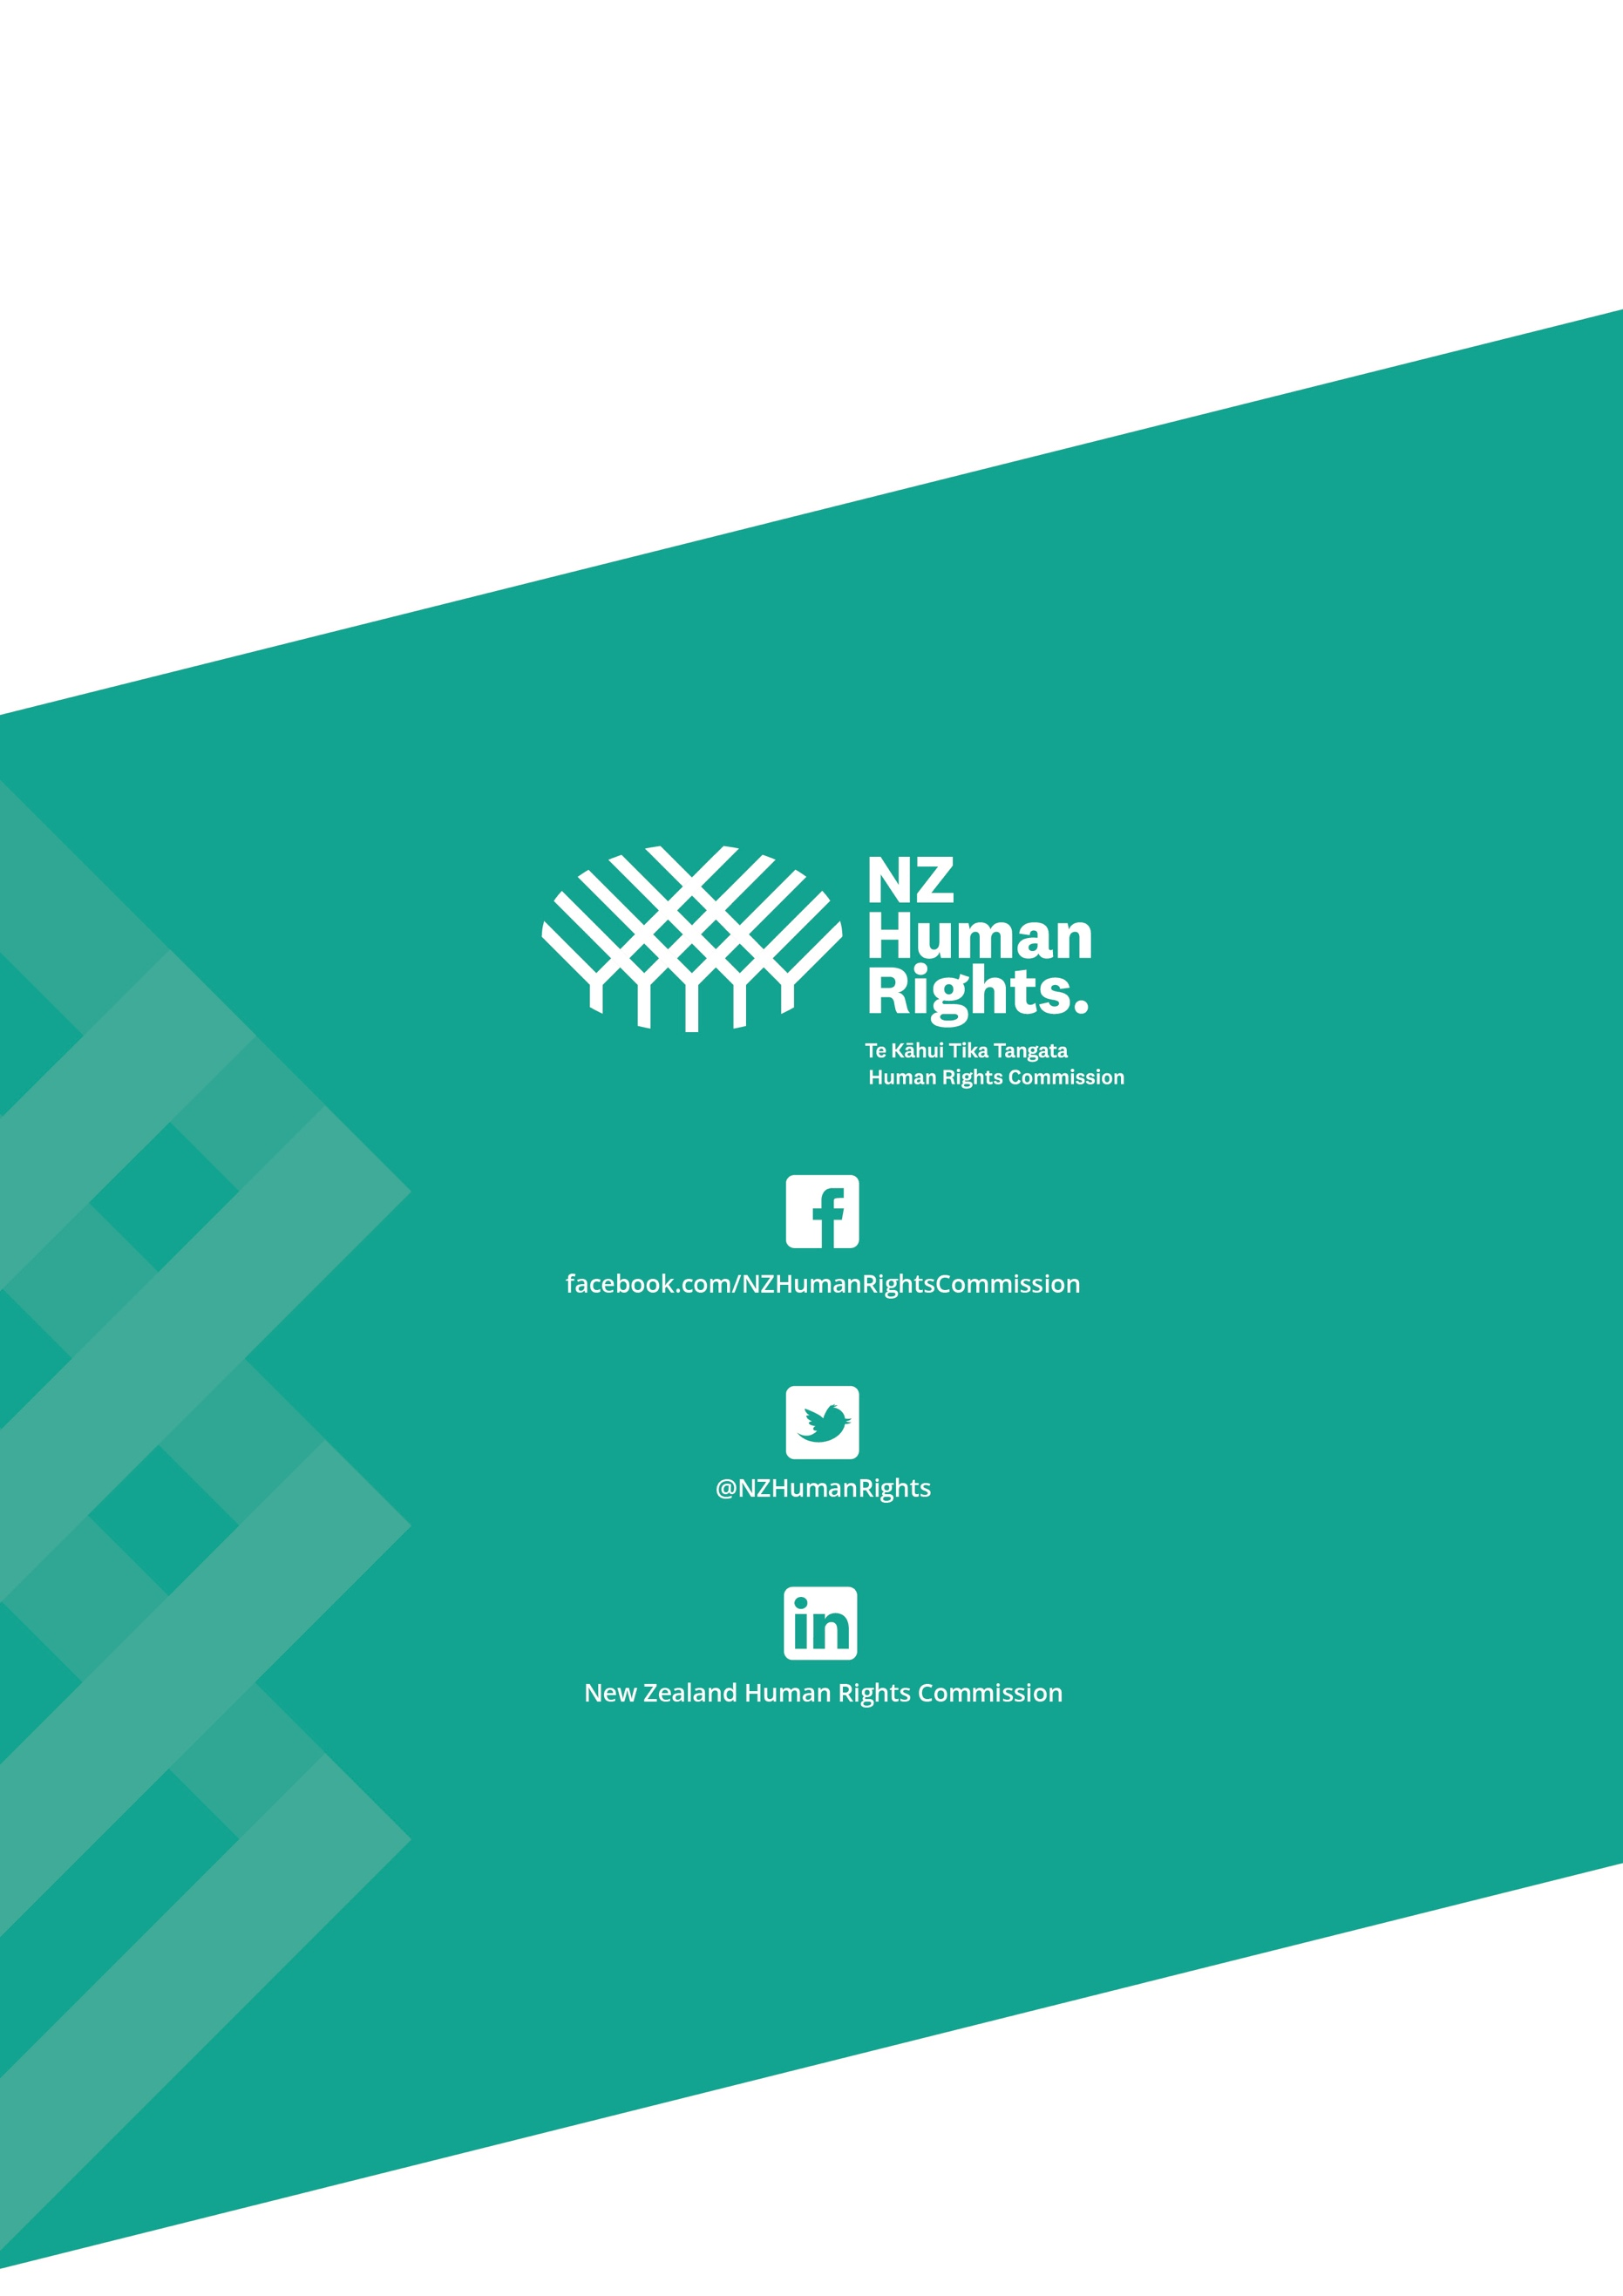 NZ
Human
Rights.
Te Kāhui Tika Tangata
Human Rights Commission
facebook.com/NZHumanRightsCommission
@NZHumanRights
in
New Zealand Human Rights Commission